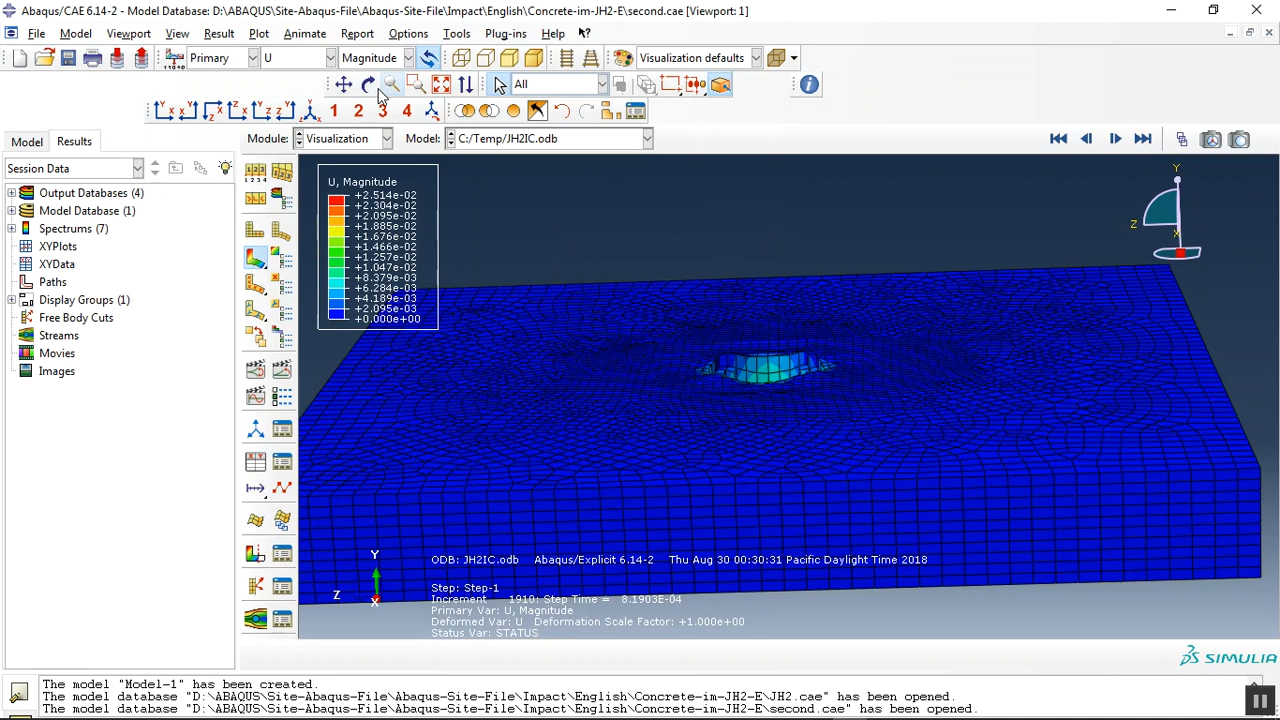 Abaqus/CAE 6.14-2 - Model Database: D:\ABAQUS\Site-Abaqus-File\Abaqus-Site-File\Impact\English\Concrete-im-JH2-E\second.cae [Viewport: 1]
File Model Viewport View Result Plot Animate Report Options Tools Plug-ins Help
Primary U Magnitude Visualization defaults
All
1 2 3 4
Model Results Module: Visualization Model: C:/Temp/JH2IC.odb
Session Data
Output Databases (4)
Model Database (1)
Spectrums (7)
XYPlots
XYData
Paths
Display Groups (1)
Free Body Cuts
Streams
Movies
Images
U, Magnitude
+2.514e-02
+2.304e-02
+2.095e-02
+1.885e-02
+1.676e-02
+1.466e-02
+1.257e-02
+1.047e-02
+8.379e-03
+6.284e-03
+4.189e-03
+2.095e-03
+0.000e+00
Y
Z
X
Y
Z
X
ODB: JH2IC.odb Abaqus/Explicit 6.14-2 Thu Aug 30 00:30:31 Pacific Daylight Time 2018
Step: Step-1
Increment 1910: Step Time = 8.1903E-04
Primary Var: U, Magnitude
Deformed Var: U Deformation Scale Factor: +1.000e+00
Status Var: STATUS
SIMULIA
The model "Model-1" has been created.
The model database "D:\ABAQUS\Site-Abaqus-File\Abaqus-Site-File\Impact\English\Concrete-im-JH2-E\JH2.cae" has been opened.
The model database "D:\ABAQUS\Site-Abaqus-File\Abaqus-Site-File\Impact\English\Concrete-im-JH2-E\second.cae" has been opened.